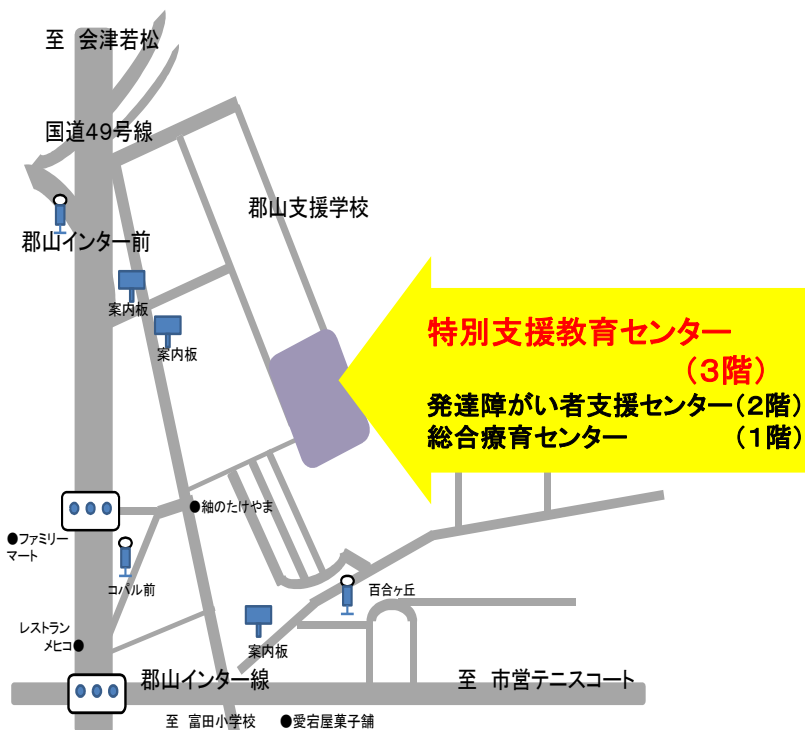 至 会津若松
国道49号線
郡山支援学校
郡山インター前
案内板
案内板
特別支援教育センター
(3階)
発達障がい者支援センター(2階)
総合療育センター (1階)
●紬のたけやま
●ファミリー
マート
コパル前
百合ヶ丘
レストラン
メヒコ●
案内板
郡山インター線
至 市営テニスコート
至 富田小学校
●愛宕屋菓子舗